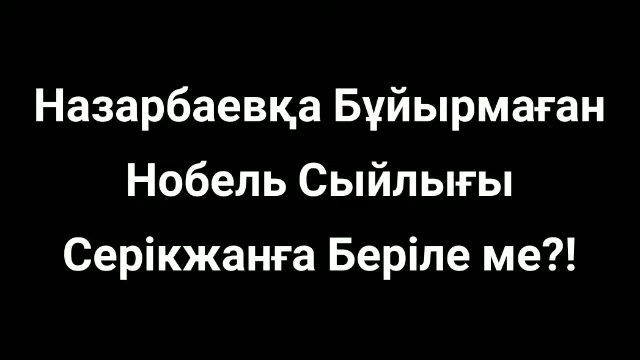 Назарбаевқа Бұйырмаған
Нобель Сыйлығы
Серікжанға Беріле ме?!